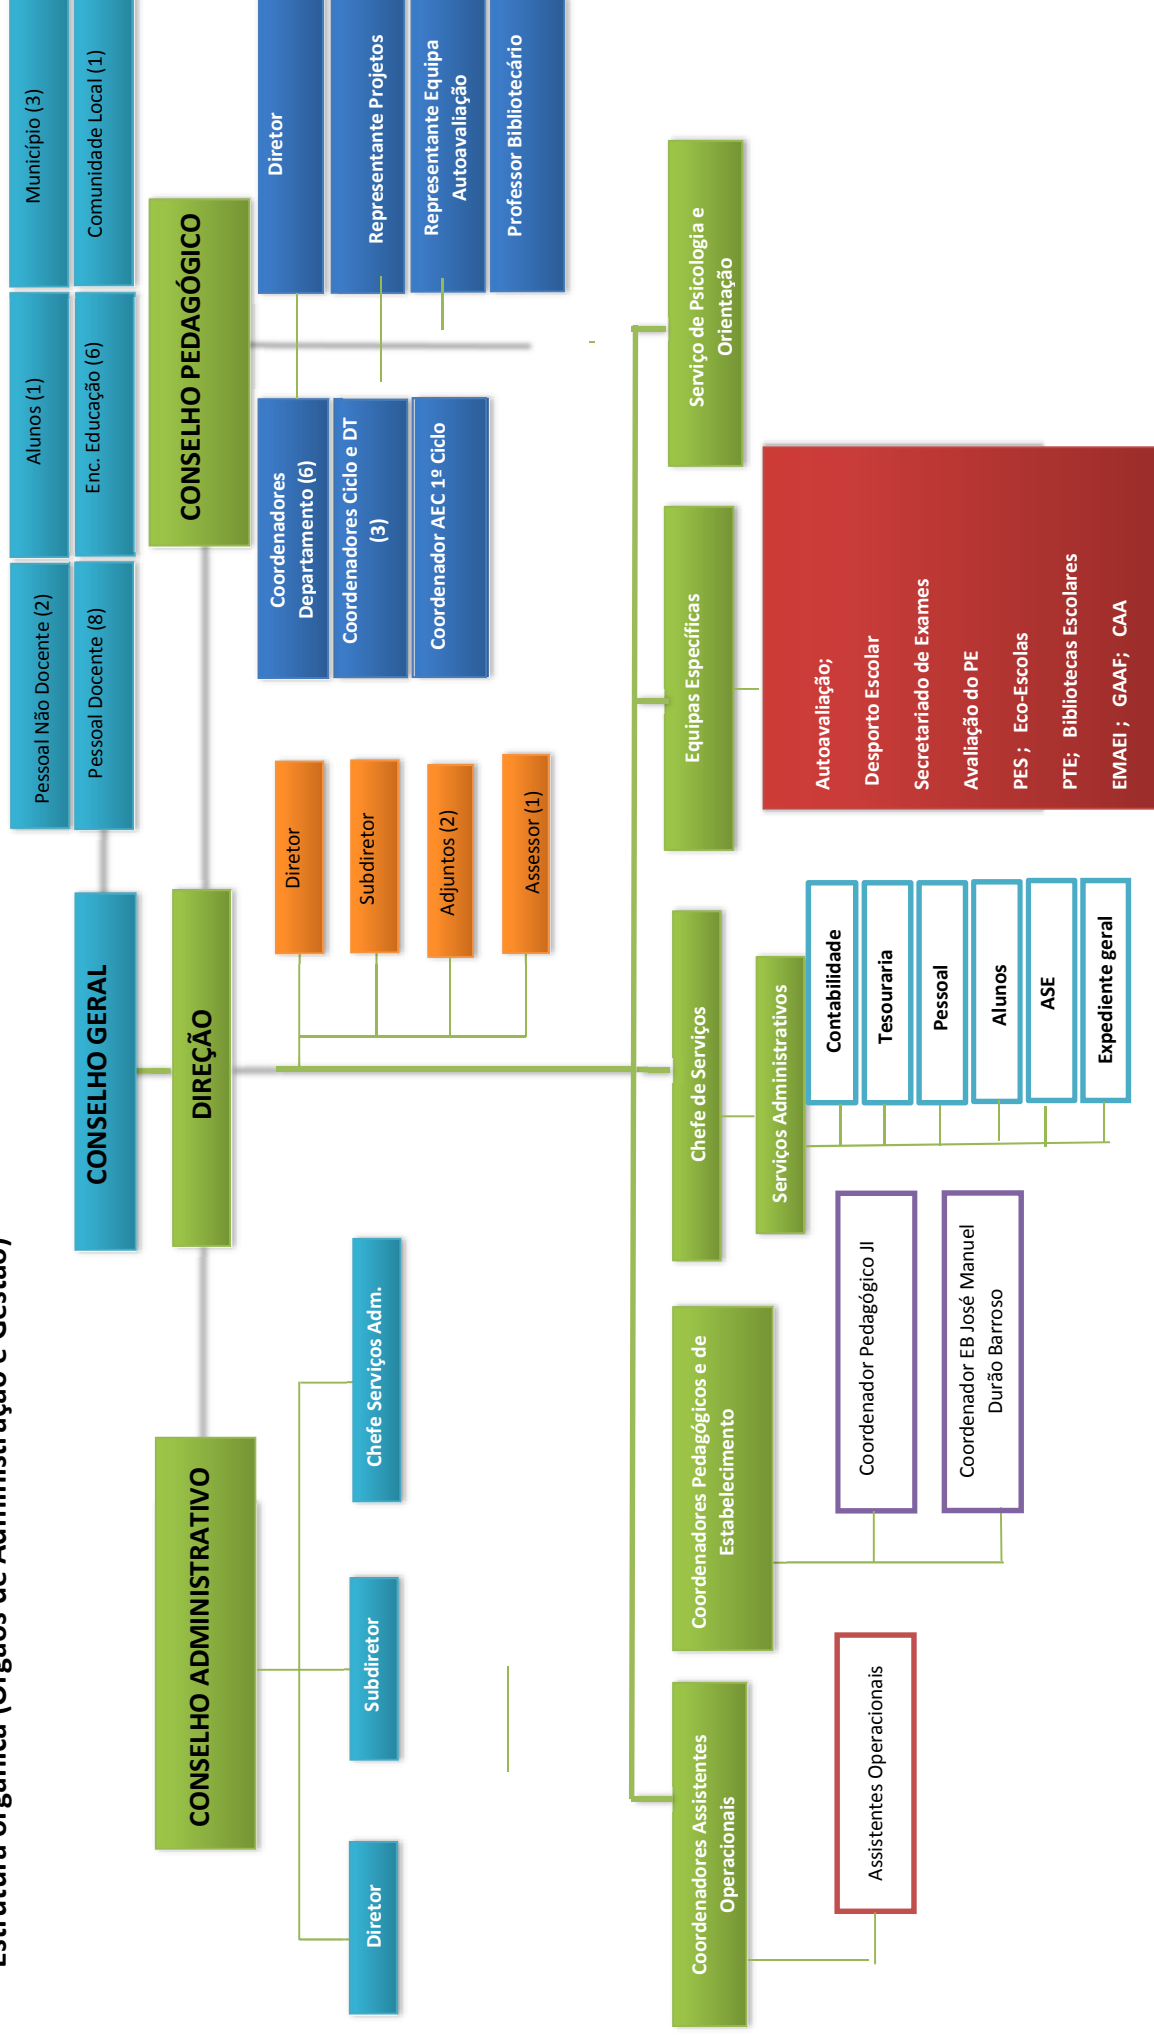 Estrutura orgânica (Órgãos de Administração e Gestão)
Pessoal Não Docente (2)
Alunos (1)
Município (3)
CONSELHO GERAL
Pessoal Docente (8)
Enc. Educação (6)
Comunidade Local (1)
CONSELHO ADMINISTRATIVO
DIREÇÃO
CONSELHO PEDAGÓGICO
Diretor
Subdiretor
Chefe Serviços Adm.
Diretor
Subdiretor
Adjuntos (2)
Assessor (1)
Coordenadores
Departamento (6)
Diretor
Coordenadores Ciclo e DT
(3)
Representante Projetos
Coordenador AEC 1º Ciclo
Representante Equipa
Autoavaliação
Professor Bibliotecário
Coordenadores Assistentes
Operacionais
Assistentes Operacionais
Coordenadores Pedagógicos e de
Estabelecimento
Coordenador Pedagógico JI
Coordenador EB José Manuel
Durão Barroso
Chefe de Serviços
Serviços Administrativos
Contabilidade
Tesouraria
Pessoal
Alunos
ASE
Expediente geral
Equipas Específicas
Autoavaliação;
Desporto Escolar
Secretariado de Exames
Avaliação do PE
PES ; Eco-Escolas
PTE; Bibliotecas Escolares
EMAEI ; GAAF; CAA
Serviço de Psicologia e
Orientação